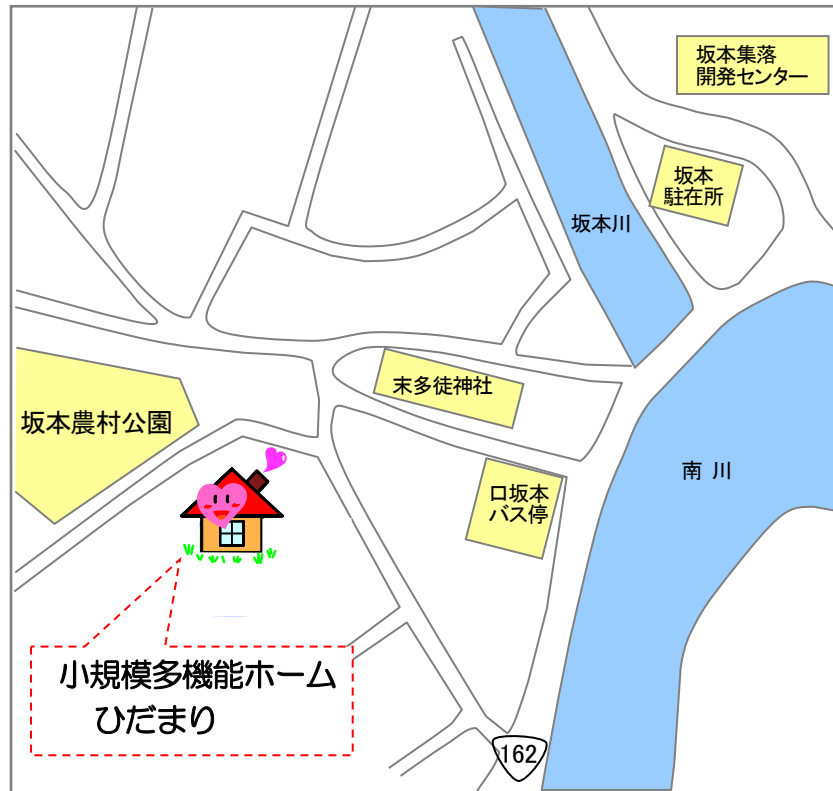 坂本集落
開発センター
坂本
駐在所
坂本川
末多徒神社
坂本農村公園
南川
口坂本
バス停
小規模多機能ホーム
ひだまり
162